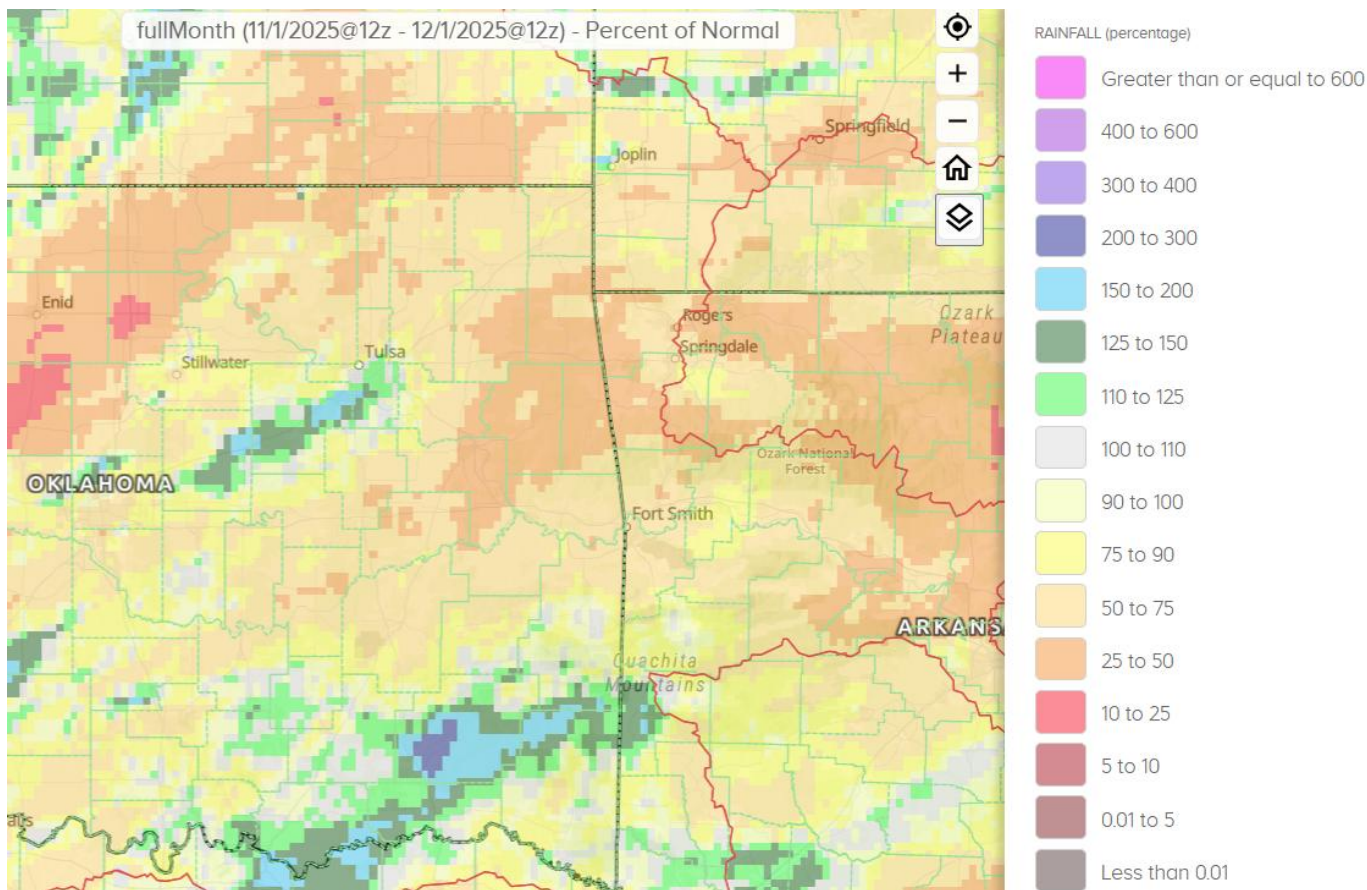 fullMonth (11/1/2025@12z - 12/1/2025@12z) - Percent of Normal
+
−
Springfield
Joplin
Enid
Stillwater
Tulsa
Rogers
Springdale
Ozark
Plateau
OKLAHOMA
Ozark National
Forest
Fort Smith
ARKANS
Ouachita
Mountains
RAINFALL (percentage)
Greater than or equal to 600
400 to 600
300 to 400
200 to 300
150 to 200
125 to 150
110 to 125
100 to 110
90 to 100
75 to 90
50 to 75
25 to 50
10 to 25
5 to 10
0.01 to 5
Less than 0.01